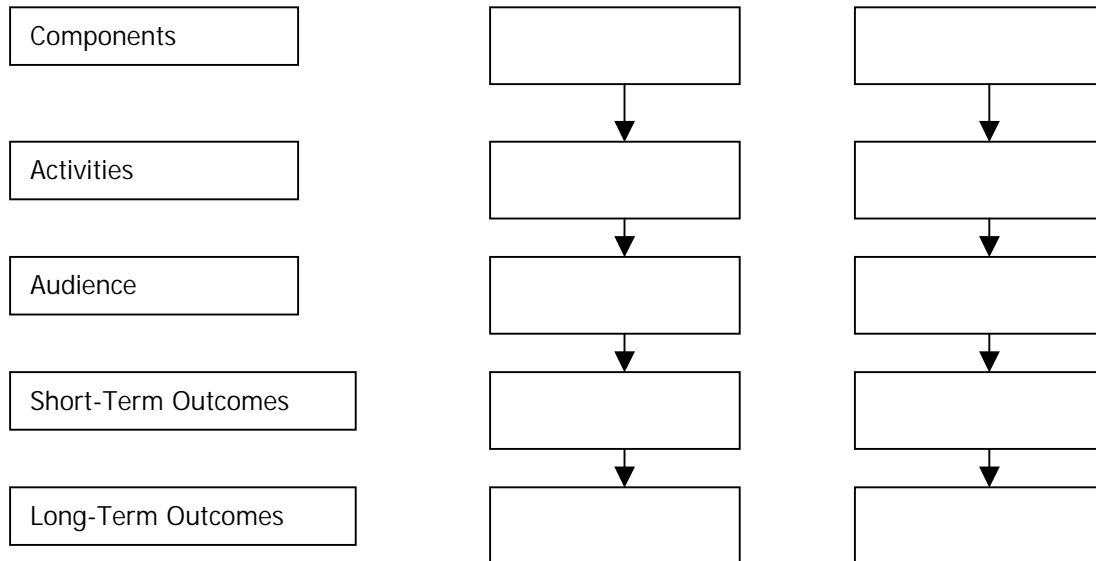 Components
Activities
Audience
Short-Term Outcomes
Long-Term Outcomes